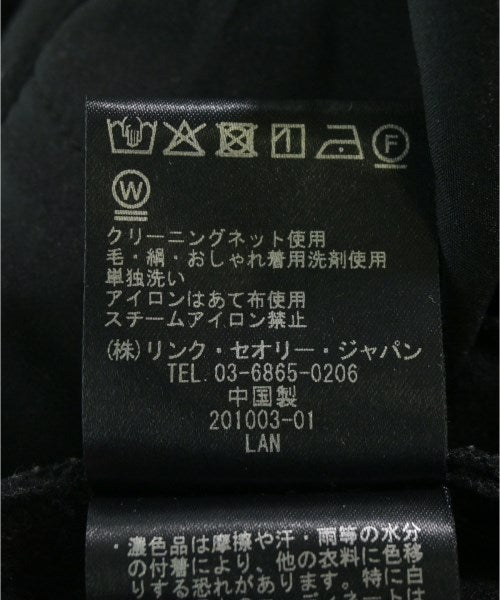 F
W
クリーニングネット使用
毛・絹・おしゃれ着用洗剤使用
単独洗い
アイロンはあて布使用
スチームアイロン禁止
(株)リンク・セオリー・ジャパン
TEL. 03-6865-0206
中国製
201003-01
LAN
・濃色品は摩擦や汗・雨等の水分
の付着により、他の衣料に色移
りする恐れがあります。特に白